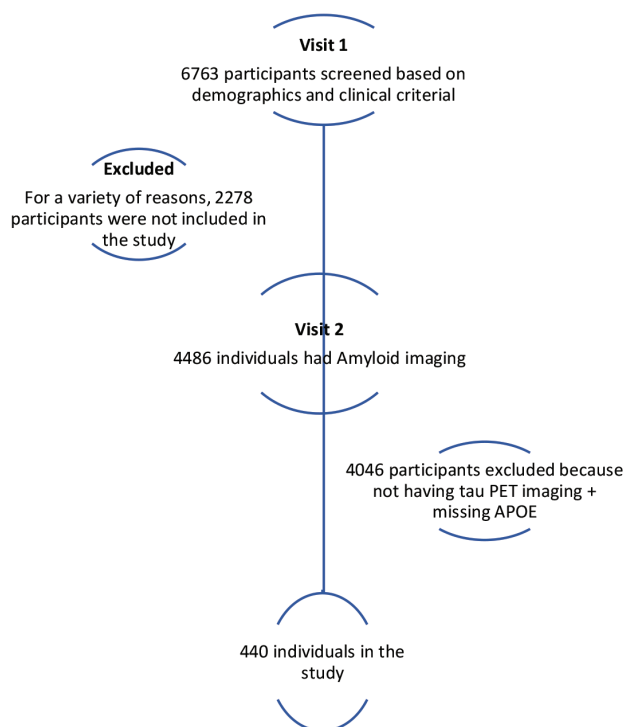 Visit 1
6763 participants screened based on
demographics and clinical criterial
Excluded
For a variety of reasons, 2278
participants were not included in
the study
Visit 2
4486 individuals had Amyloid imaging
4046 participants excluded because
not having tau PET imaging +
missing APOE
440 individuals in the
study